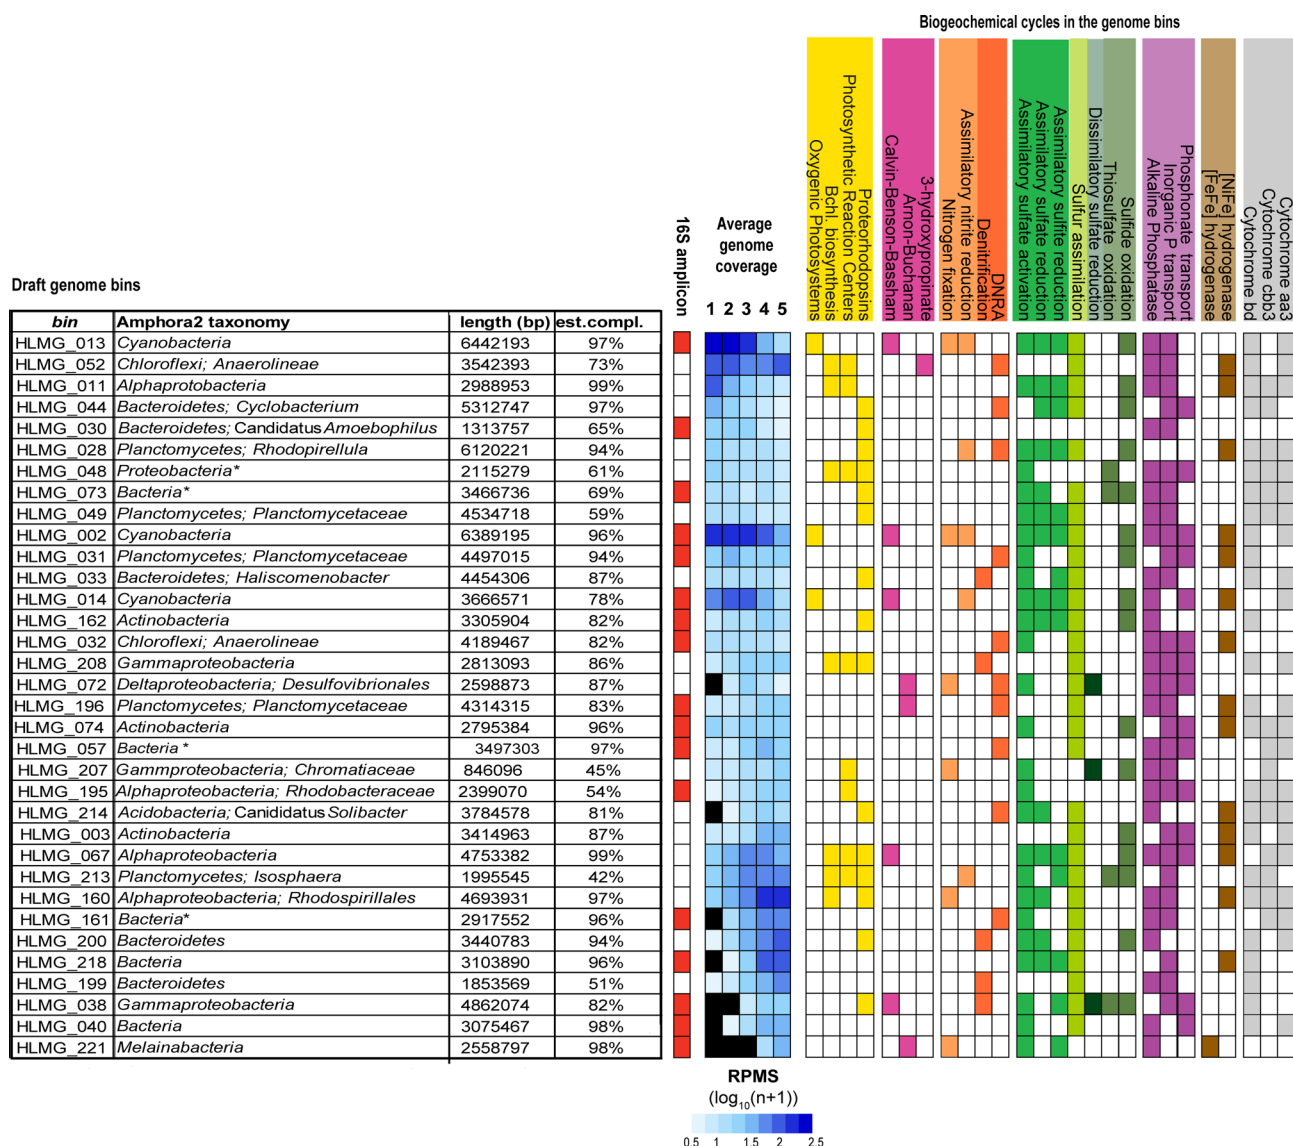 Biogeochemical cycles in the genome bins
Oxygenic Photosystems
Bchl. biosynthesis
Photosynthetic Reaction Centers
Proteorhodopsins
Calvin-Benson-Bassham
Arnon-Buchanan
3-hydroxypropinate
Nitrogen fixation
Assimilatory nitrite reduction
Denitrification
DNRA
Assimilatory sulfate activation
Assimilatory sulfate reduction
Assimilatory sulfite reduction
Sulfur assimilation
Dissimilatory sulfate reduction
Thiosulfate oxidation
Sulfide oxidation
Alkaline Phosphatase
Inorganic P transport
Phosphonate transport
[FeFe] hydrogenase
[NiFe] hydrogenase
Cytochrome bd
Cytochrome cbb3
Cytochrome aa3
16S amplicon
Average
genome
coverage
1 2 3 4 5
Draft genome bins
bin Amphora2 taxonomy length (bp) est.compl.
HLMG_013 Cyanobacteria 6442193 97%
HLMG_052 Chloroflexi; Anaerolineae 3542393 73%
HLMG_011 Alphaprotobacteria 2988953 99%
HLMG_044 Bacteroidetes; Cyclobacterium 5312747 97%
HLMG_030 Bacteroidetes; Candidatus Amoebophilus 1313757 65%
HLMG_028 Planctomycetes; Rhodopirellula 6120221 94%
HLMG_048 Proteobacteria* 2115279 61%
HLMG_073 Bacteria* 3466736 69%
HLMG_049 Planctomycetes; Planctomycetaceae 4534718 59%
HLMG_002 Cyanobacteria 6389195 96%
HLMG_031 Planctomycetes; Planctomycetaceae 4497015 94%
HLMG_033 Bacteroidetes; Haliscomenobacter 4454306 87%
HLMG_014 Cyanobacteria 3666571 78%
HLMG_162 Actinobacteria 3305904 82%
HLMG_032 Chloroflexi; Anaerolineae 4189467 82%
HLMG_208 Gammaproteobacteria 2813093 86%
HLMG_072 Deltaproteobacteria; Desulfovibrionales 2598873 87%
HLMG_196 Planctomycetes; Planctomycetaceae 4314315 83%
HLMG_074 Actinobacteria 2795384 96%
HLMG_057 Bacteria * 3497303 97%
HLMG_207 Gammproteobacteria; Chromatiaceae 846096 45%
HLMG_195 Alphaproteobacteria; Rhodobacteraceae 2399070 54%
HLMG_214 Acidobacteria; Canididatus Solibacter 3784578 81%
HLMG_003 Actinobacteria 3414963 87%
HLMG_067 Alphaproteobacteria 4753382 99%
HLMG_213 Planctomycetes; Isosphaera 1995545 42%
HLMG_160 Alphaproteobacteria; Rhodospirillales 4693931 97%
HLMG_161 Bacteria* 2917552 96%
HLMG_200 Bacteroidetes 3440783 94%
HLMG_218 Bacteria 3103890 96%
HLMG_199 Bacteroidetes 1853569 51%
HLMG_038 Gammaproteobacteria 4862074 82%
HLMG_040 Bacteria 3075467 98%
HLMG_221 Melainabacteria 2558797 98%
RPMS
(log10(n+1))
0.5 1 1.5 2 2.5